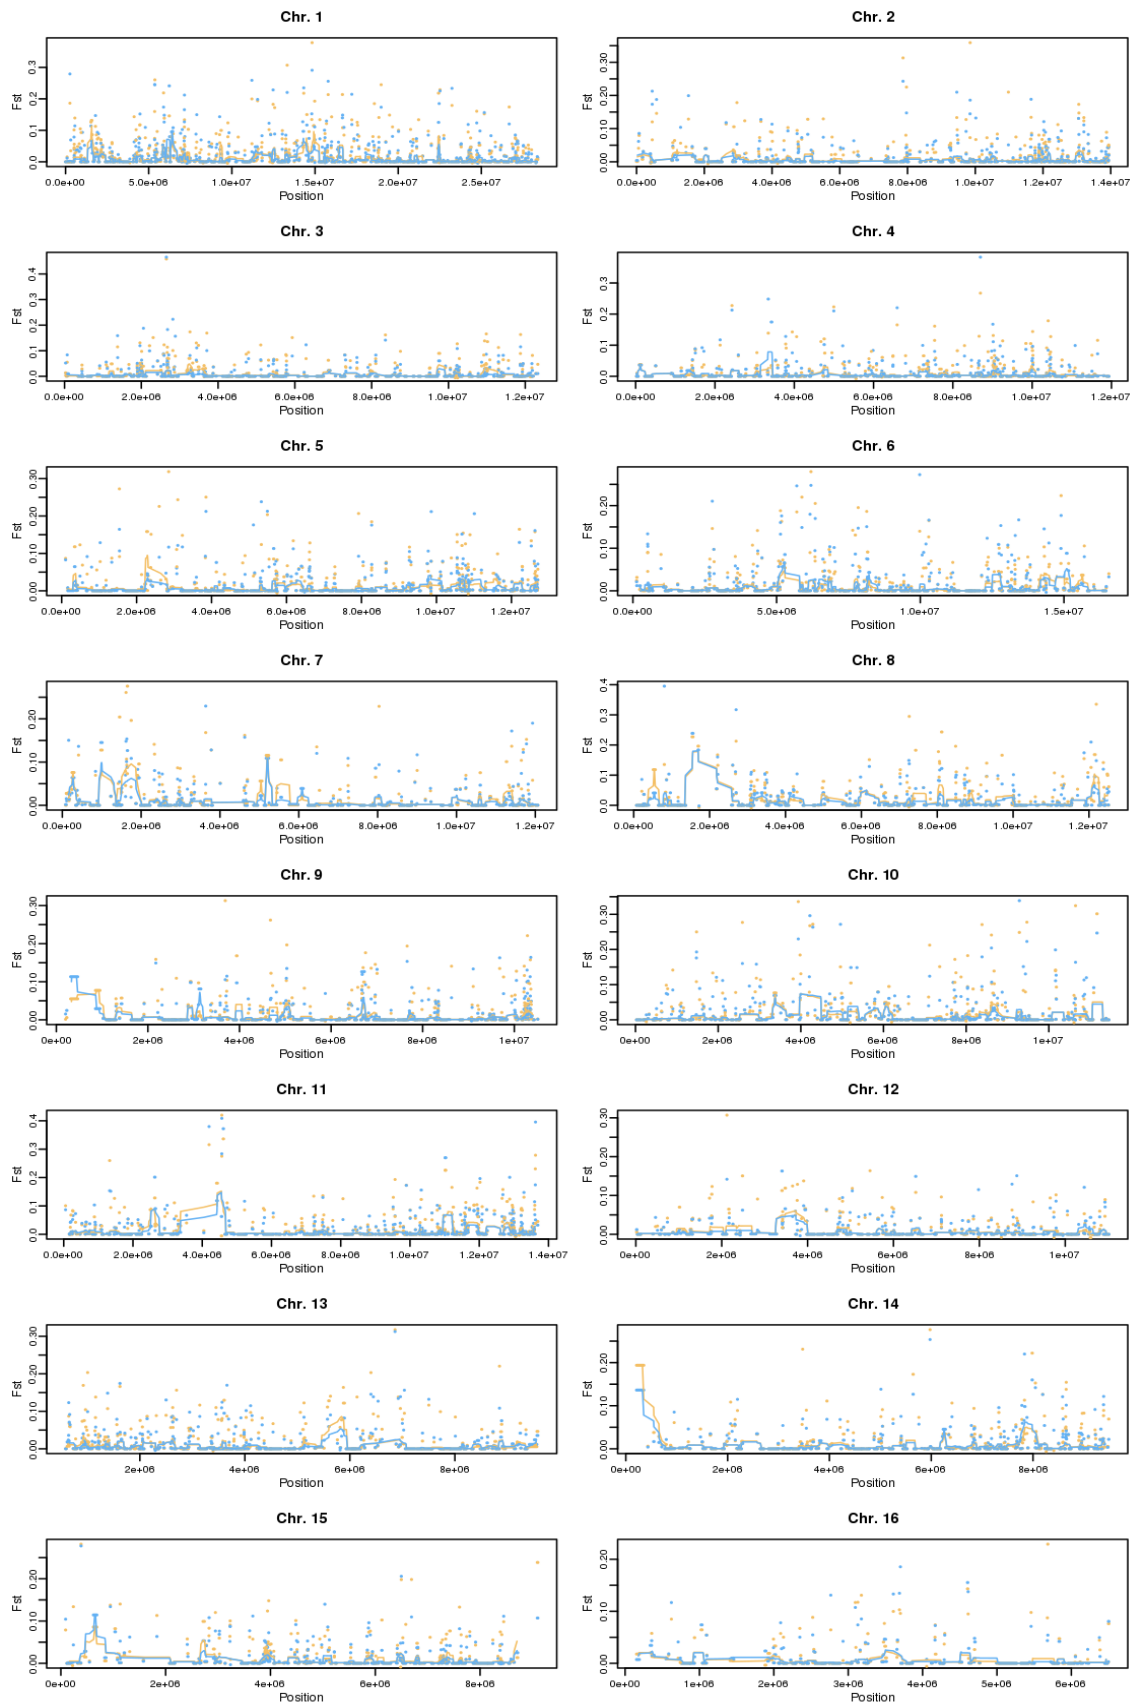 Chr. 1
Fst
0.0 0.1 0.2 0.3
0.0e+00 5.0e+06 1.0e+07 1.5e+07 2.0e+07 2.5e+07
Position
Chr. 2
Fst
0.00 0.10 0.20 0.30
0.0e+00 2.0e+06 4.0e+06 6.0e+06 8.0e+06 1.0e+07 1.2e+07 1.4e+07
Position
Chr. 3
Fst
0.0 0.1 0.2 0.3 0.4
0.0e+00 2.0e+06 4.0e+06 6.0e+06 8.0e+06 1.0e+07 1.2e+07
Position
Chr. 4
Fst
0.0 0.1 0.2 0.3
0.0e+00 2.0e+06 4.0e+06 6.0e+06 8.0e+06 1.0e+07 1.2e+07
Position
Chr. 5
Fst
0.00 0.10 0.20 0.30
0.0e+00 2.0e+06 4.0e+06 6.0e+06 8.0e+06 1.0e+07 1.2e+07
Position
Chr. 6
Fst
0.00 0.10 0.20
0.0e+00 5.0e+06 1.0e+07 1.5e+07
Position
Chr. 7
Fst
0.00 0.10 0.20
0.0e+00 2.0e+06 4.0e+06 6.0e+06 8.0e+06 1.0e+07 1.2e+07
Position
Chr. 8
Fst
0.0 0.1 0.2 0.3 0.4
0.0e+00 2.0e+06 4.0e+06 6.0e+06 8.0e+06 1.0e+07 1.2e+07
Position
Chr. 9
Fst
0.00 0.10 0.20 0.30
0e+00 2e+06 4e+06 6e+06 8e+06 1e+07
Position
Chr. 10
Fst
0.00 0.10 0.20 0.30
0e+00 2e+06 4e+06 6e+06 8e+06 1e+07
Position
Chr. 11
Fst
0.0 0.1 0.2 0.3 0.4
0.0e+00 2.0e+06 4.0e+06 6.0e+06 8.0e+06 1.0e+07 1.2e+07 1.4e+07
Position
Chr. 12
Fst
0.00 0.10 0.20 0.30
0e+00 2e+06 4e+06 6e+06 8e+06 1e+07
Position
Chr. 13
Fst
0.00 0.10 0.20 0.30
2e+06 4e+06 6e+06 8e+06
Position
Chr. 14
Fst
0.00 0.10 0.20
0e+00 2e+06 4e+06 6e+06 8e+06
Position
Chr. 15
Fst
0.00 0.10 0.20
0e+00 2e+06 4e+06 6e+06 8e+06
Position
Chr. 16
Fst
0.00 0.10 0.20
0e+00 1e+06 2e+06 3e+06 4e+06 5e+06 6e+06
Position